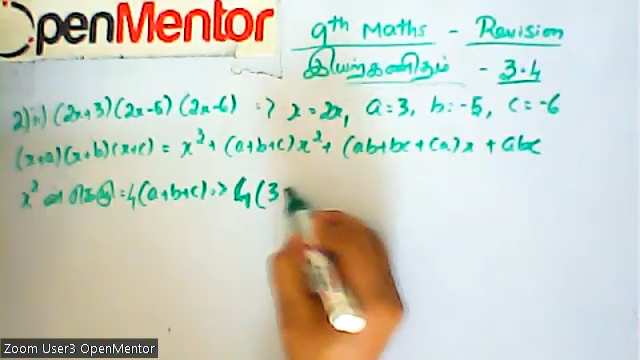 OpenMentor
9th Maths - Revision
இயற்கணிதம் - 3.4
2) ii) (2x+3)(2x-5)(2x-6) => x = 2x, a=3, b=-5, c=-6
(x+a)(x+b)(x+c) = x³ + (a+b+c)x² + (ab+bc+ca)x + abc
x² ன் கெழு = 4(a+b+c) => 4(3
Zoom User3 OpenMentor